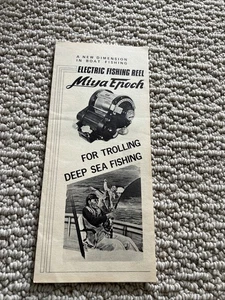 A NEW DIMENSION
IN BOAT FISHING
ELECTRIC FISHING REEL
Miya Epoch
FOR TROLLING
DEEP SEA FISHING